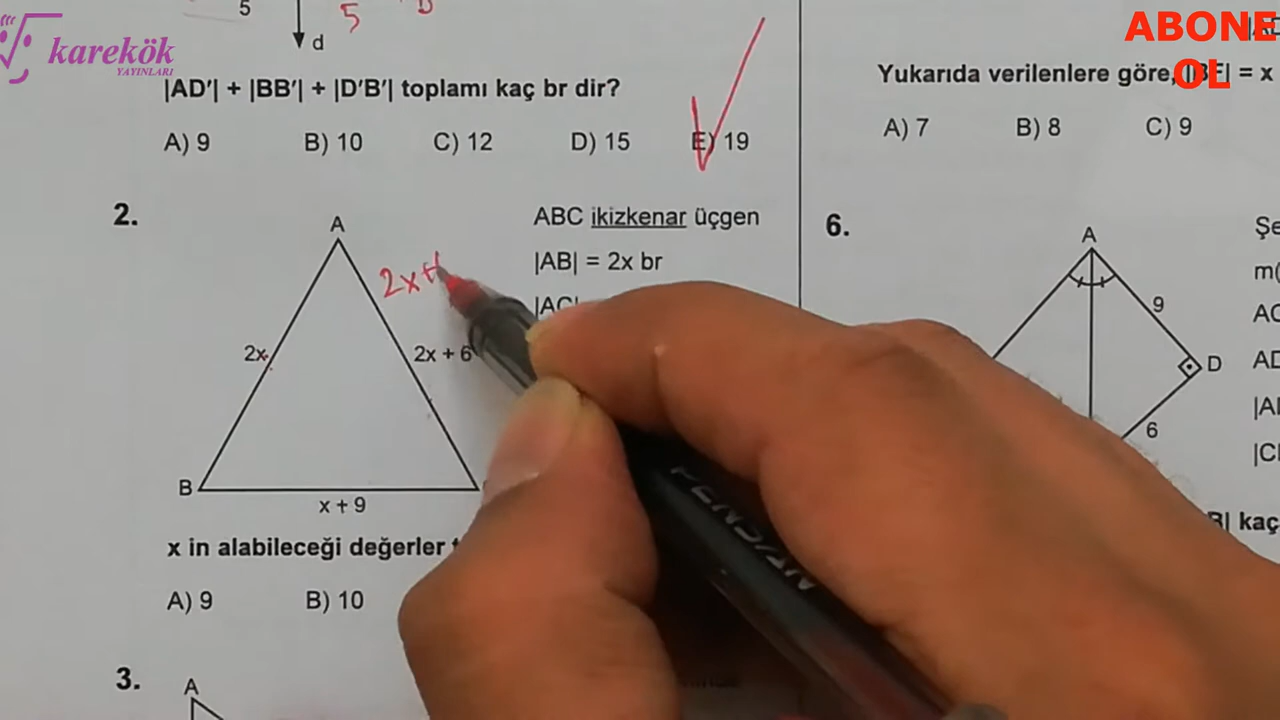 5
5
D
d
karekök
YAYINLARI
|AD'| + |BB'| + |D'B'| toplamı kaç br dir?
A) 9 B) 10 C) 12 D) 15 E) 19
2.
A
2x+
2x
2x + 6
B
x + 9
ABC ikizkenar üçgen
|AB| = 2x br
|AC|
x in alabileceği değerler
A) 9 B) 10
3.
A
ABONE
OL
Yukarıda verilenlere göre, |BF| = x
A) 7 B) 8 C) 9
6.
A
9
D
6
kaç